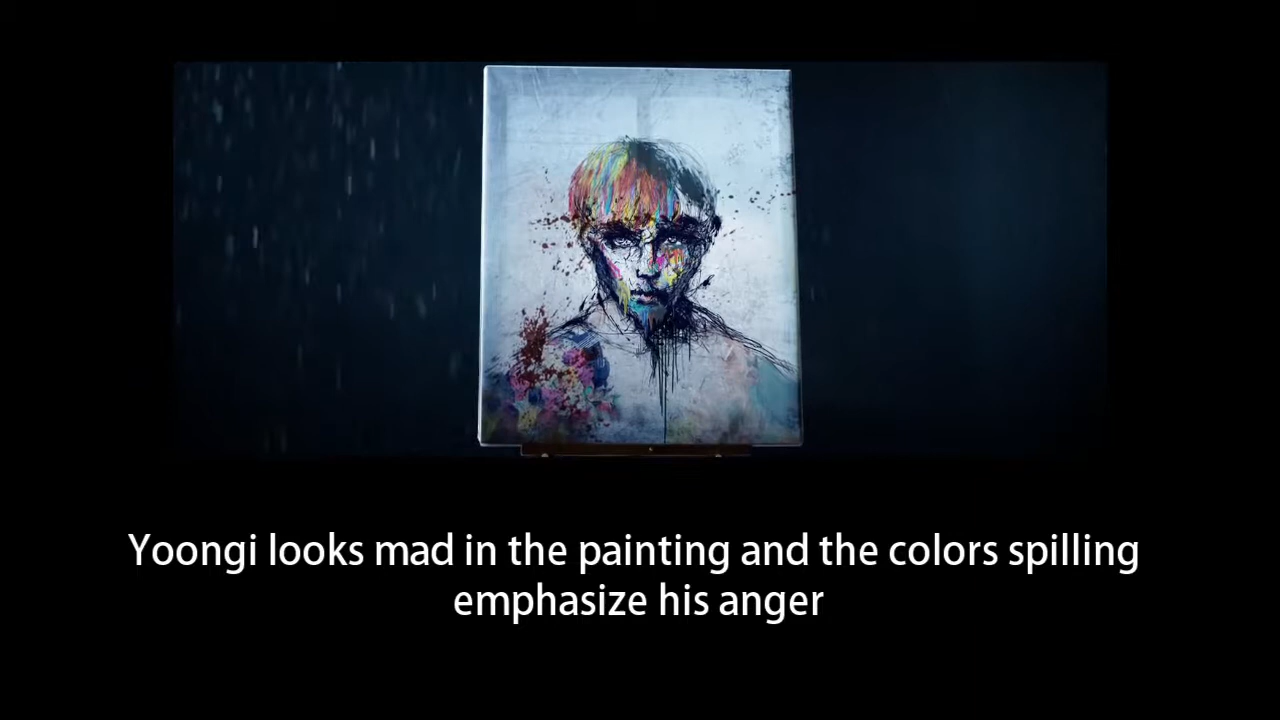 Yoongi looks mad in the painting and the colors spilling
emphasize his anger